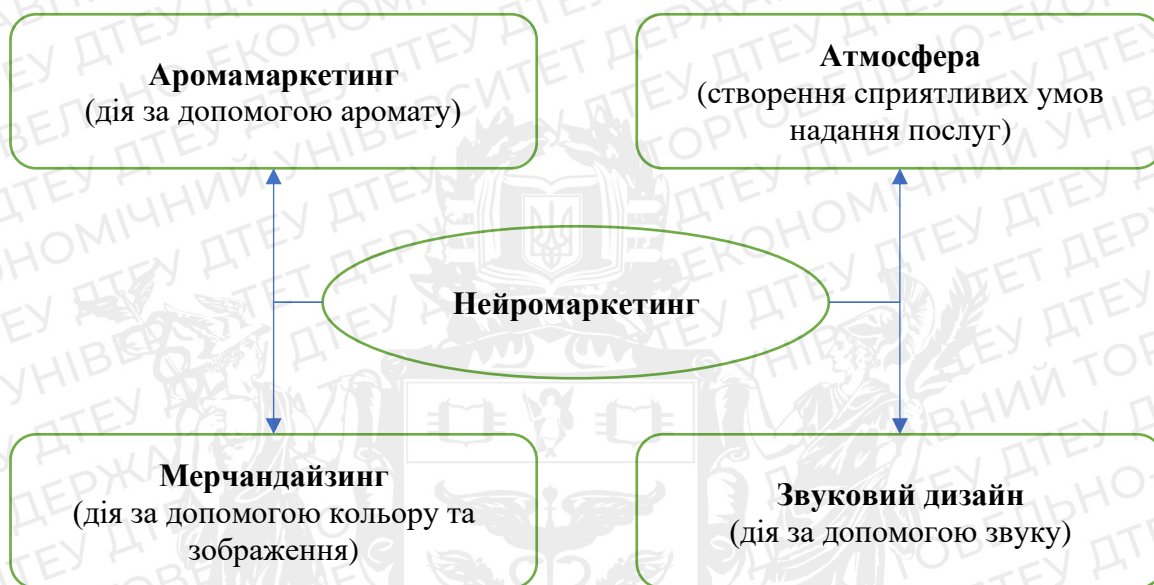 Аромамаркетинг
(дія за допомогою аромату)
Атмосфера
(створення сприятливих умов
надання послуг)
Нейромаркетинг
Мерчандайзинг
(дія за допомогою кольору та
зображення)
Звуковий дизайн
(дія за допомогою звуку)